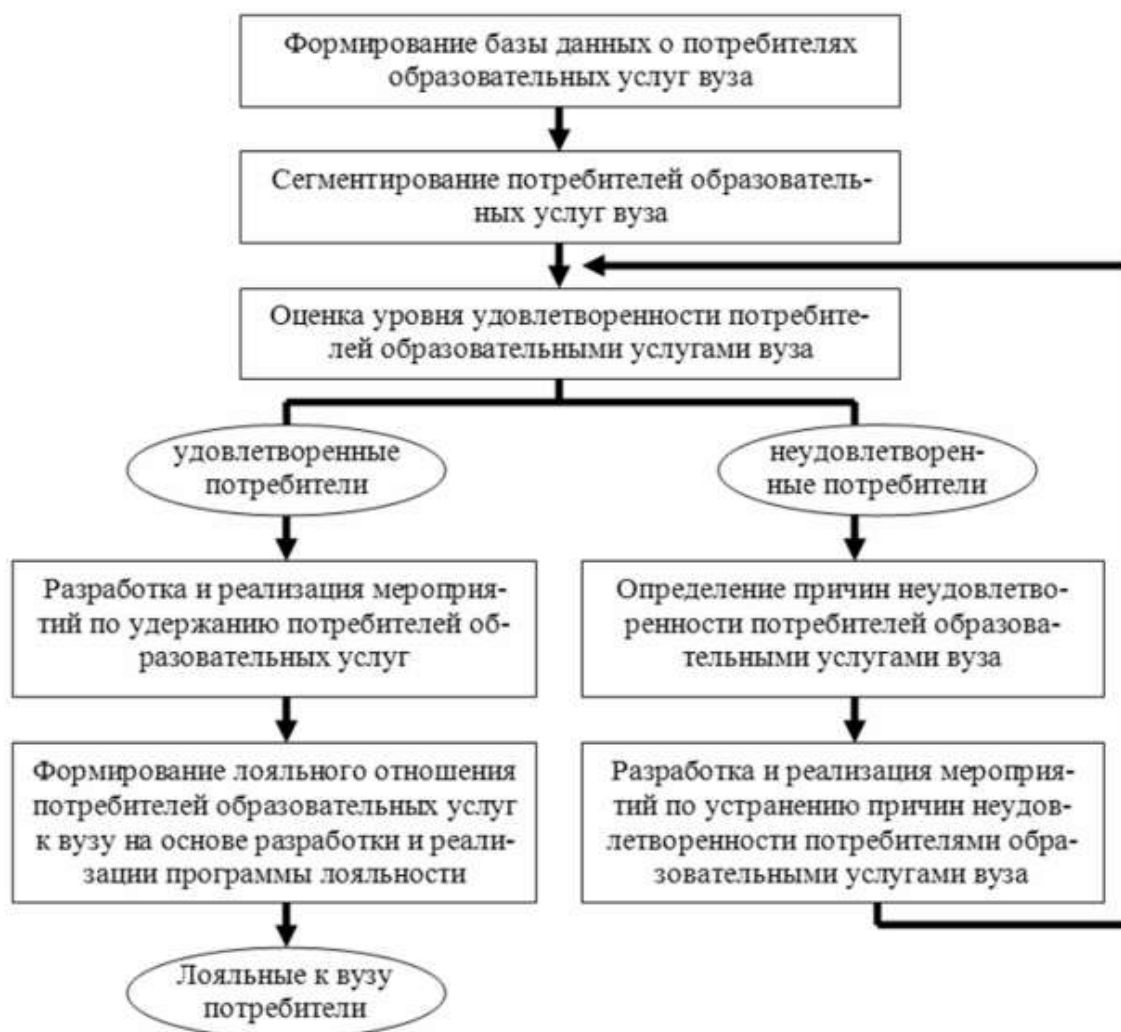 Формирование базы данных о потребителях
образовательных услуг вуза
Сегментирование потребителей образователь-
ных услуг вуза
Оценка уровня удовлетворенности потребите-
лей образовательными услугами вуза
удовлетворенные
потребители
неудовлетворен-
ные потребители
Разработка и реализация мероприя-
тий по удержанию потребителей об-
разовательных услуг
Определение причин неудовлетво-
ренности потребителей образова-
тельными услугами вуза
Формирование лояльного отношения
потребителей образовательных услуг
к вузу на основе разработки и реали-
зации программы лояльности
Разработка и реализация мероприя-
тий по устранению причин неудов-
летворенности потребителями обра-
зовательными услугами вуза
Лояльные к вузу
потребители